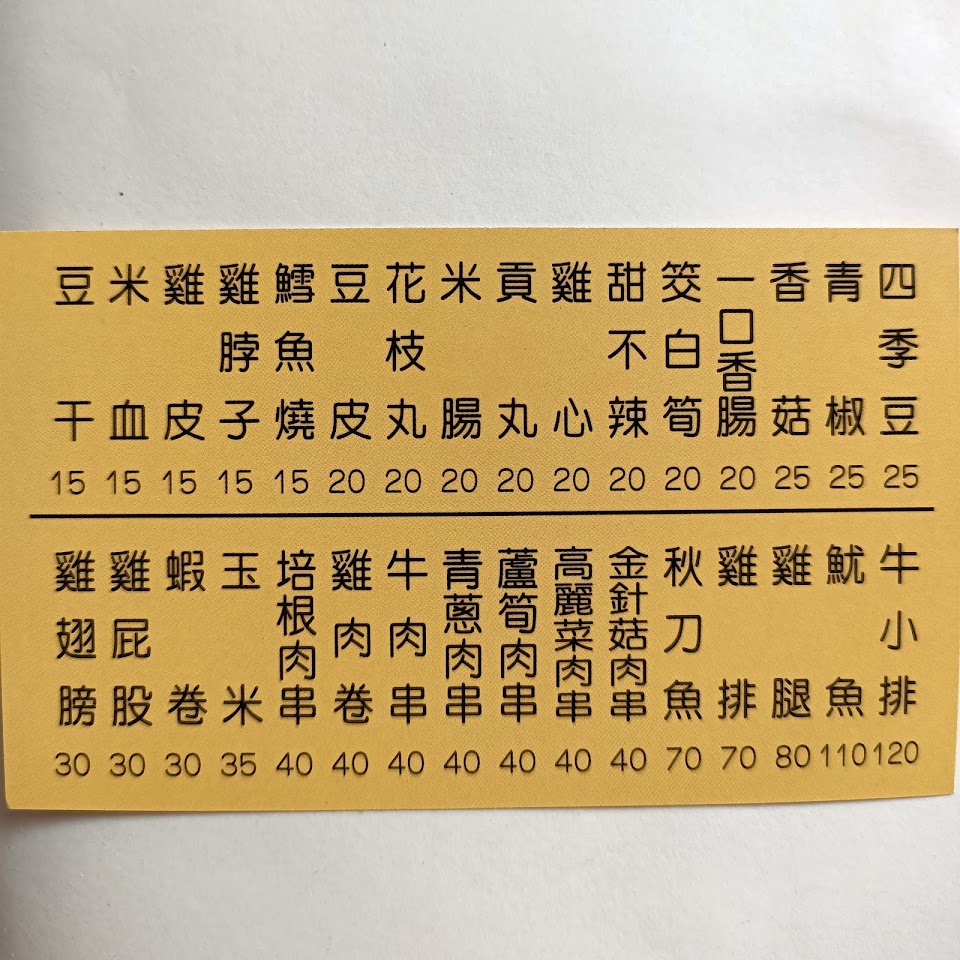 豆干 15
米血 15
雞皮 15
雞脖子 15
鱈魚燒 15
豆皮 20
花枝丸 20
米腸 20
貢丸 20
雞心 20
甜不辣 20
筊白筍 20
一口香腸 20
香菇 25
青椒 25
四季豆 25
雞翅膀 30
雞屁股 30
蝦卷 30
玉米 35
培根肉串 40
雞肉卷 40
牛肉串 40
青蔥肉串 40
蘆筍肉串 40
高麗菜肉串 40
金針菇肉串 40
秋刀魚 70
雞排 70
雞腿 80
魷魚 110
牛小排 120